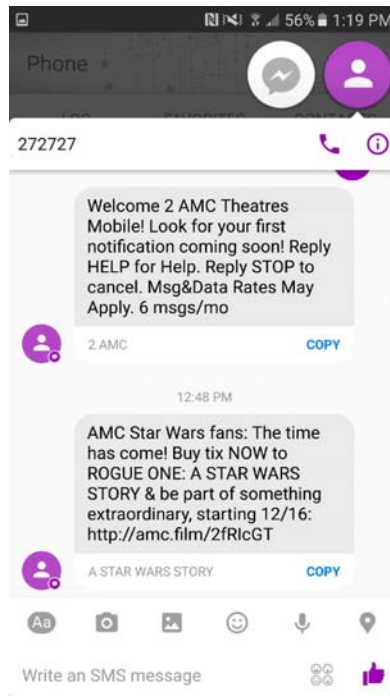 56% 1:19 PM
Phone
LOG FAVORITES CONTACTS
272727
Welcome 2 AMC Theatres
Mobile! Look for your first
notification coming soon! Reply
HELP for Help. Reply STOP to
cancel. Msg&Data Rates May
Apply. 6 msgs/mo
2 AMC COPY
12:48 PM
AMC Star Wars fans: The time
has come! Buy tix NOW to
ROGUE ONE: A STAR WARS
STORY & be part of something
extraordinary, starting 12/16:
http://amc.film/2fRIcGT
A STAR WARS STORY COPY
Aa
Write an SMS message